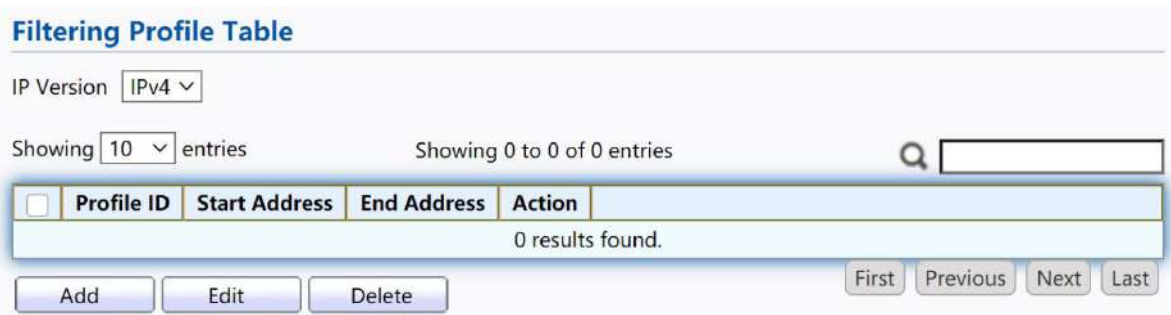 Filtering Profile Table
IP Version IPv4
Showing 10 entries Showing 0 to 0 of 0 entries
Profile ID Start Address End Address Action
0 results found.
Add Edit Delete First Previous Next Last